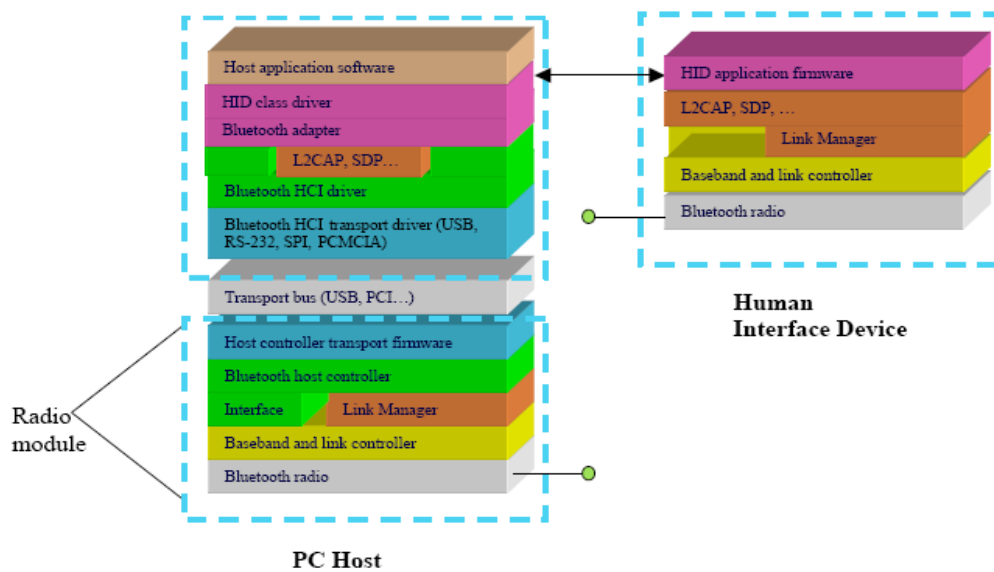 Host application software
HID class driver
Bluetooth adapter
L2CAP, SDP...
Bluetooth HCI driver
Bluetooth HCI transport driver (USB,
RS-232, SPI, PCMCIA)
Transport bus (USB, PCI...)
Host controller transport firmware
Bluetooth host controller
Interface
Link Manager
Baseband and link controller
Bluetooth radio
Radio
module
PC Host
HID application firmware
L2CAP, SDP, ...
Link Manager
Baseband and link controller
Bluetooth radio
Human
Interface Device